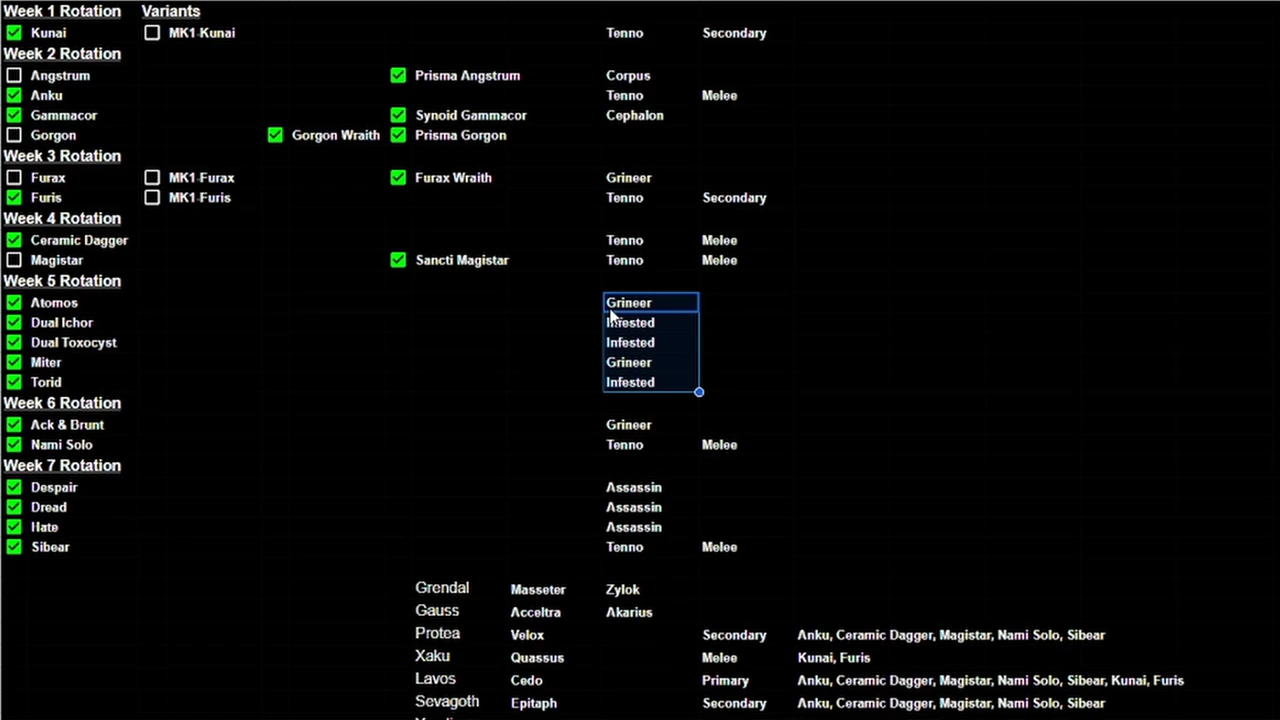 Week 1 Rotation Variants
Kunai MK1-Kunai Tenno Secondary
Week 2 Rotation
Angstrum Prisma Angstrum Corpus
Anku Tenno Melee
Gammacor Synoid Gammacor Cephalon
Gorgon Gorgon Wraith Prisma Gorgon
Week 3 Rotation
Furax MK1-Furax Furax Wraith Grineer
Furis MK1-Furis Tenno Secondary
Week 4 Rotation
Ceramic Dagger Tenno Melee
Magistar Sancti Magistar Tenno Melee
Week 5 Rotation
Atomos Grineer
Dual Ichor Infested
Dual Toxocyst Infested
Miter Grineer
Torid Infested
Week 6 Rotation
Ack & Brunt Grineer
Nami Solo Tenno Melee
Week 7 Rotation
Despair Assassin
Dread Assassin
Hate Assassin
Sibear Tenno Melee
Grendal Masseter Zylok
Gauss Acceltra Akarius
Protea Velox Secondary Anku, Ceramic Dagger, Magistar, Nami Solo, Sibear
Xaku Quassus Melee Kunai, Furis
Lavos Cedo Primary Anku, Ceramic Dagger, Magistar, Nami Solo, Sibear, Kunai, Furis
Sevagoth Epitaph Secondary Anku, Ceramic Dagger, Magistar, Nami Solo, Sibear